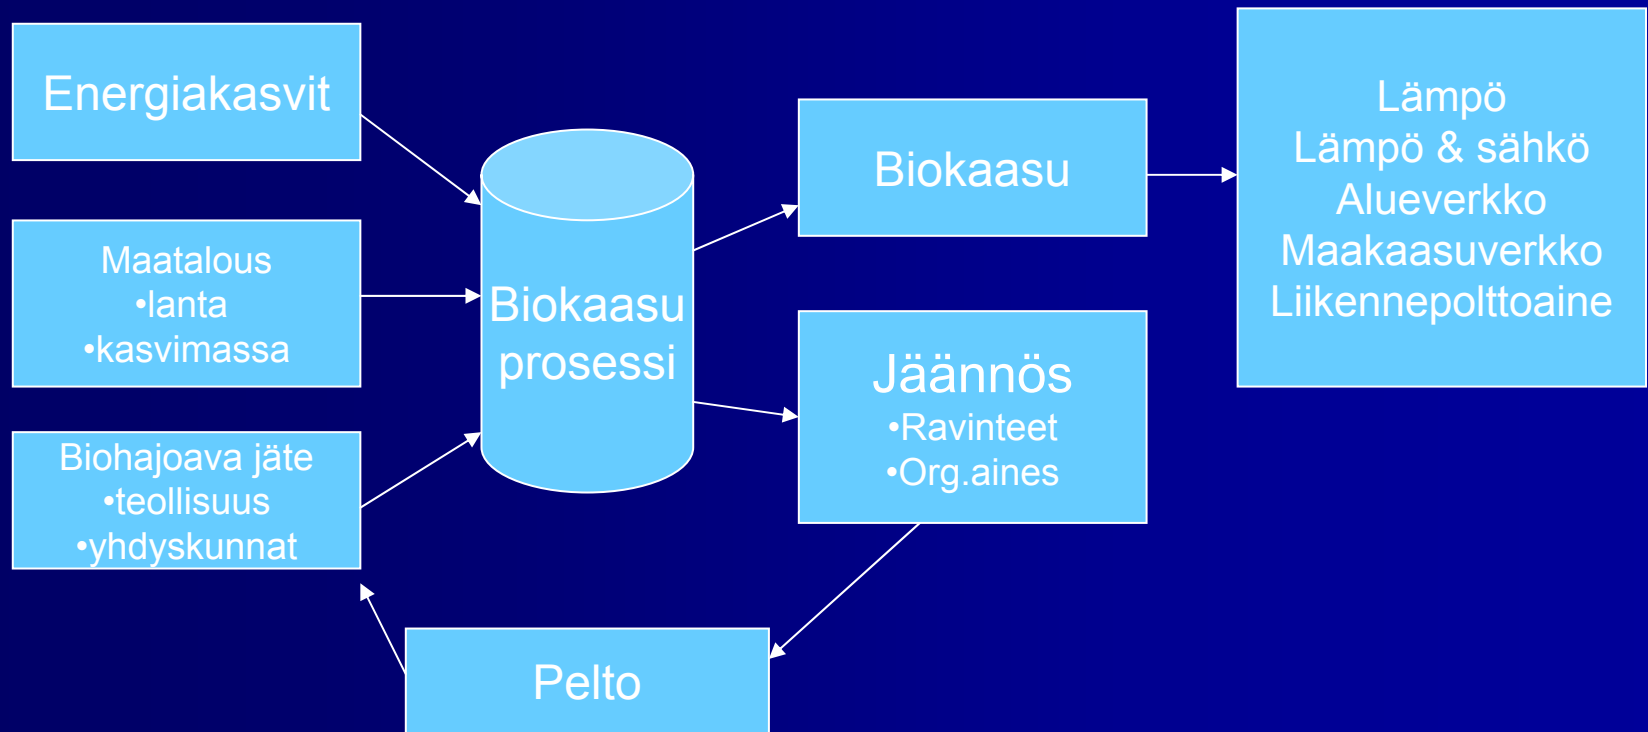 Energiakasvit
Maatalous
•lanta
•kasvimassa
Biohajoava jäte
•teollisuus
•yhdyskunnat
Biokaasu
prosessi
Biokaasu
Jäännös
•Ravinteet
•Org.aines
Lämpö
Lämpö & sähkö
Alueverkko
Maakaasuverkko
Liikennepolttoaine
Pelto